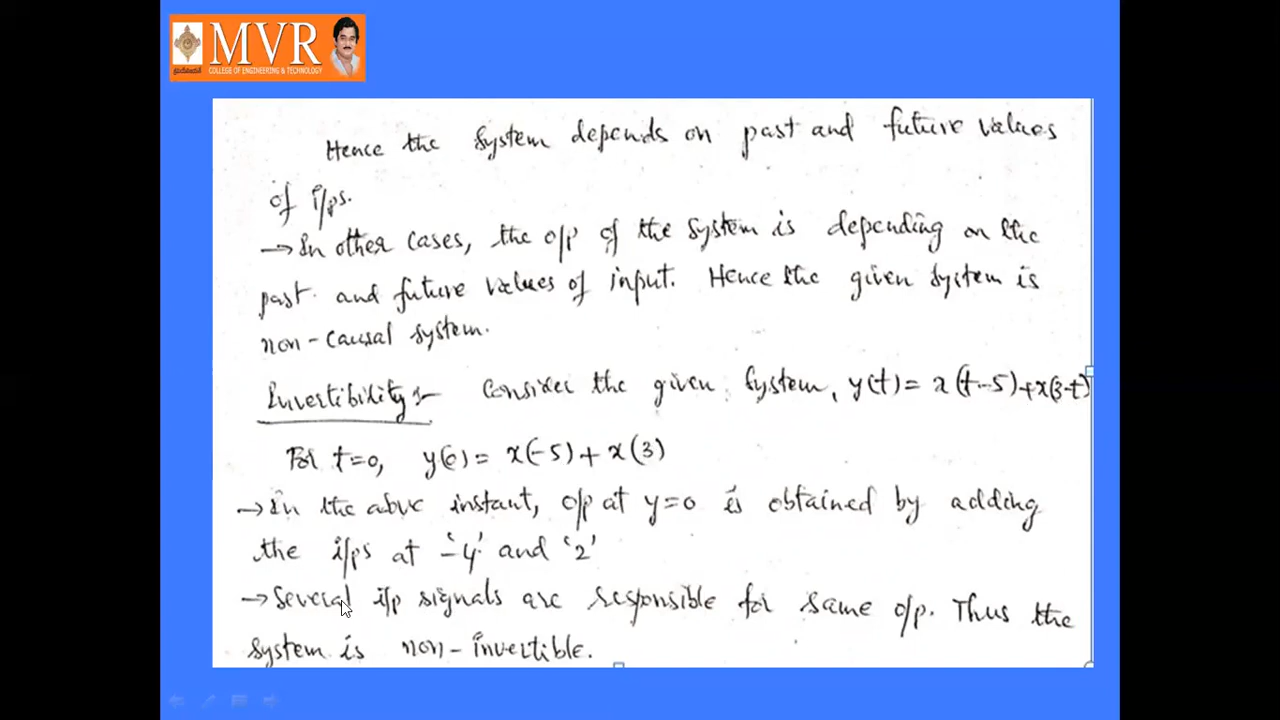 MVR
COLLEGE OF ENGINEERING & TECHNOLOGY
Hence the system depends on past and future values
of i/ps.
→ In other cases, the o/p of the system is depending on the
past and future values of input. Hence the given system is
non-causal system.
Invertibility :- Consider the given system, y(t) = x(t-5)+x(3-t)
For t=0, y(0) = x(-5) + x(3)
→ In the above instant, o/p at y=0 is obtained by adding
the i/ps at '-4' and '2'
→ Several i/p signals are responsible for same o/p. Thus the
system is non-invertible.